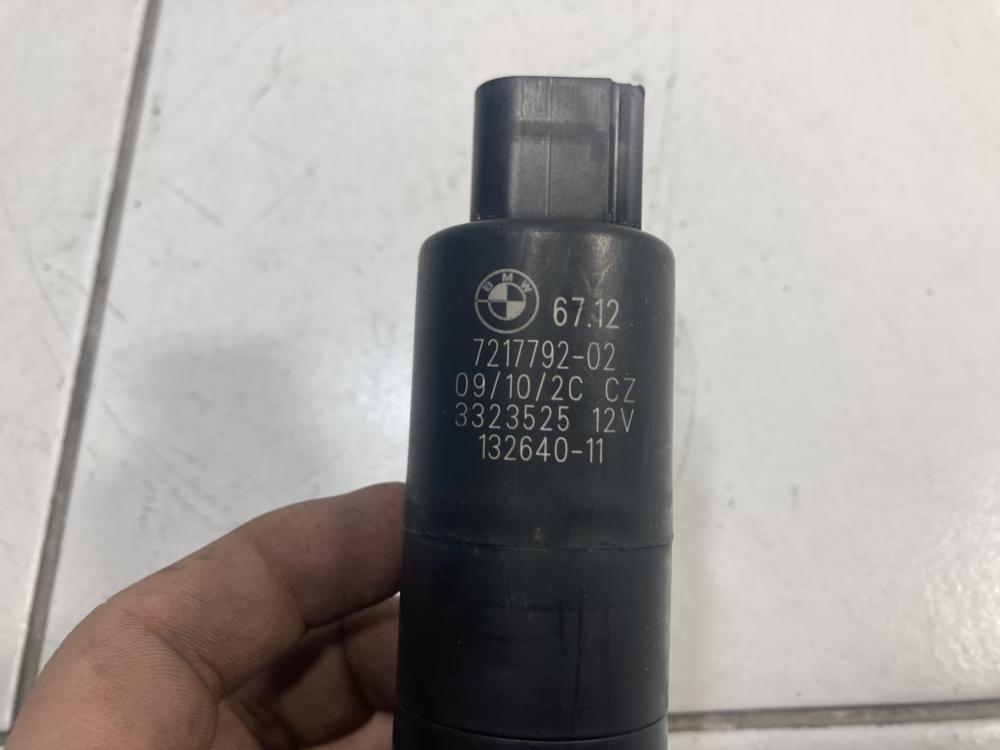 BMW 67.12
7217792-02
09/10/2C CZ
3323525 12V
132640-11